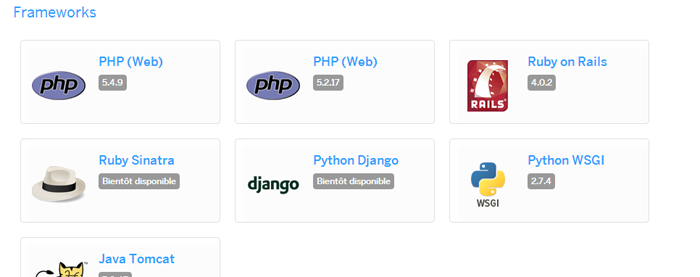 Frameworks
php
PHP (Web)
5.4.9
php
PHP (Web)
5.2.17
RAILS
Ruby on Rails
4.0.2
Ruby Sinatra
Bientôt disponible
django
Python Django
Bientôt disponible
WSGI
Python WSGI
2.7.4
Java Tomcat